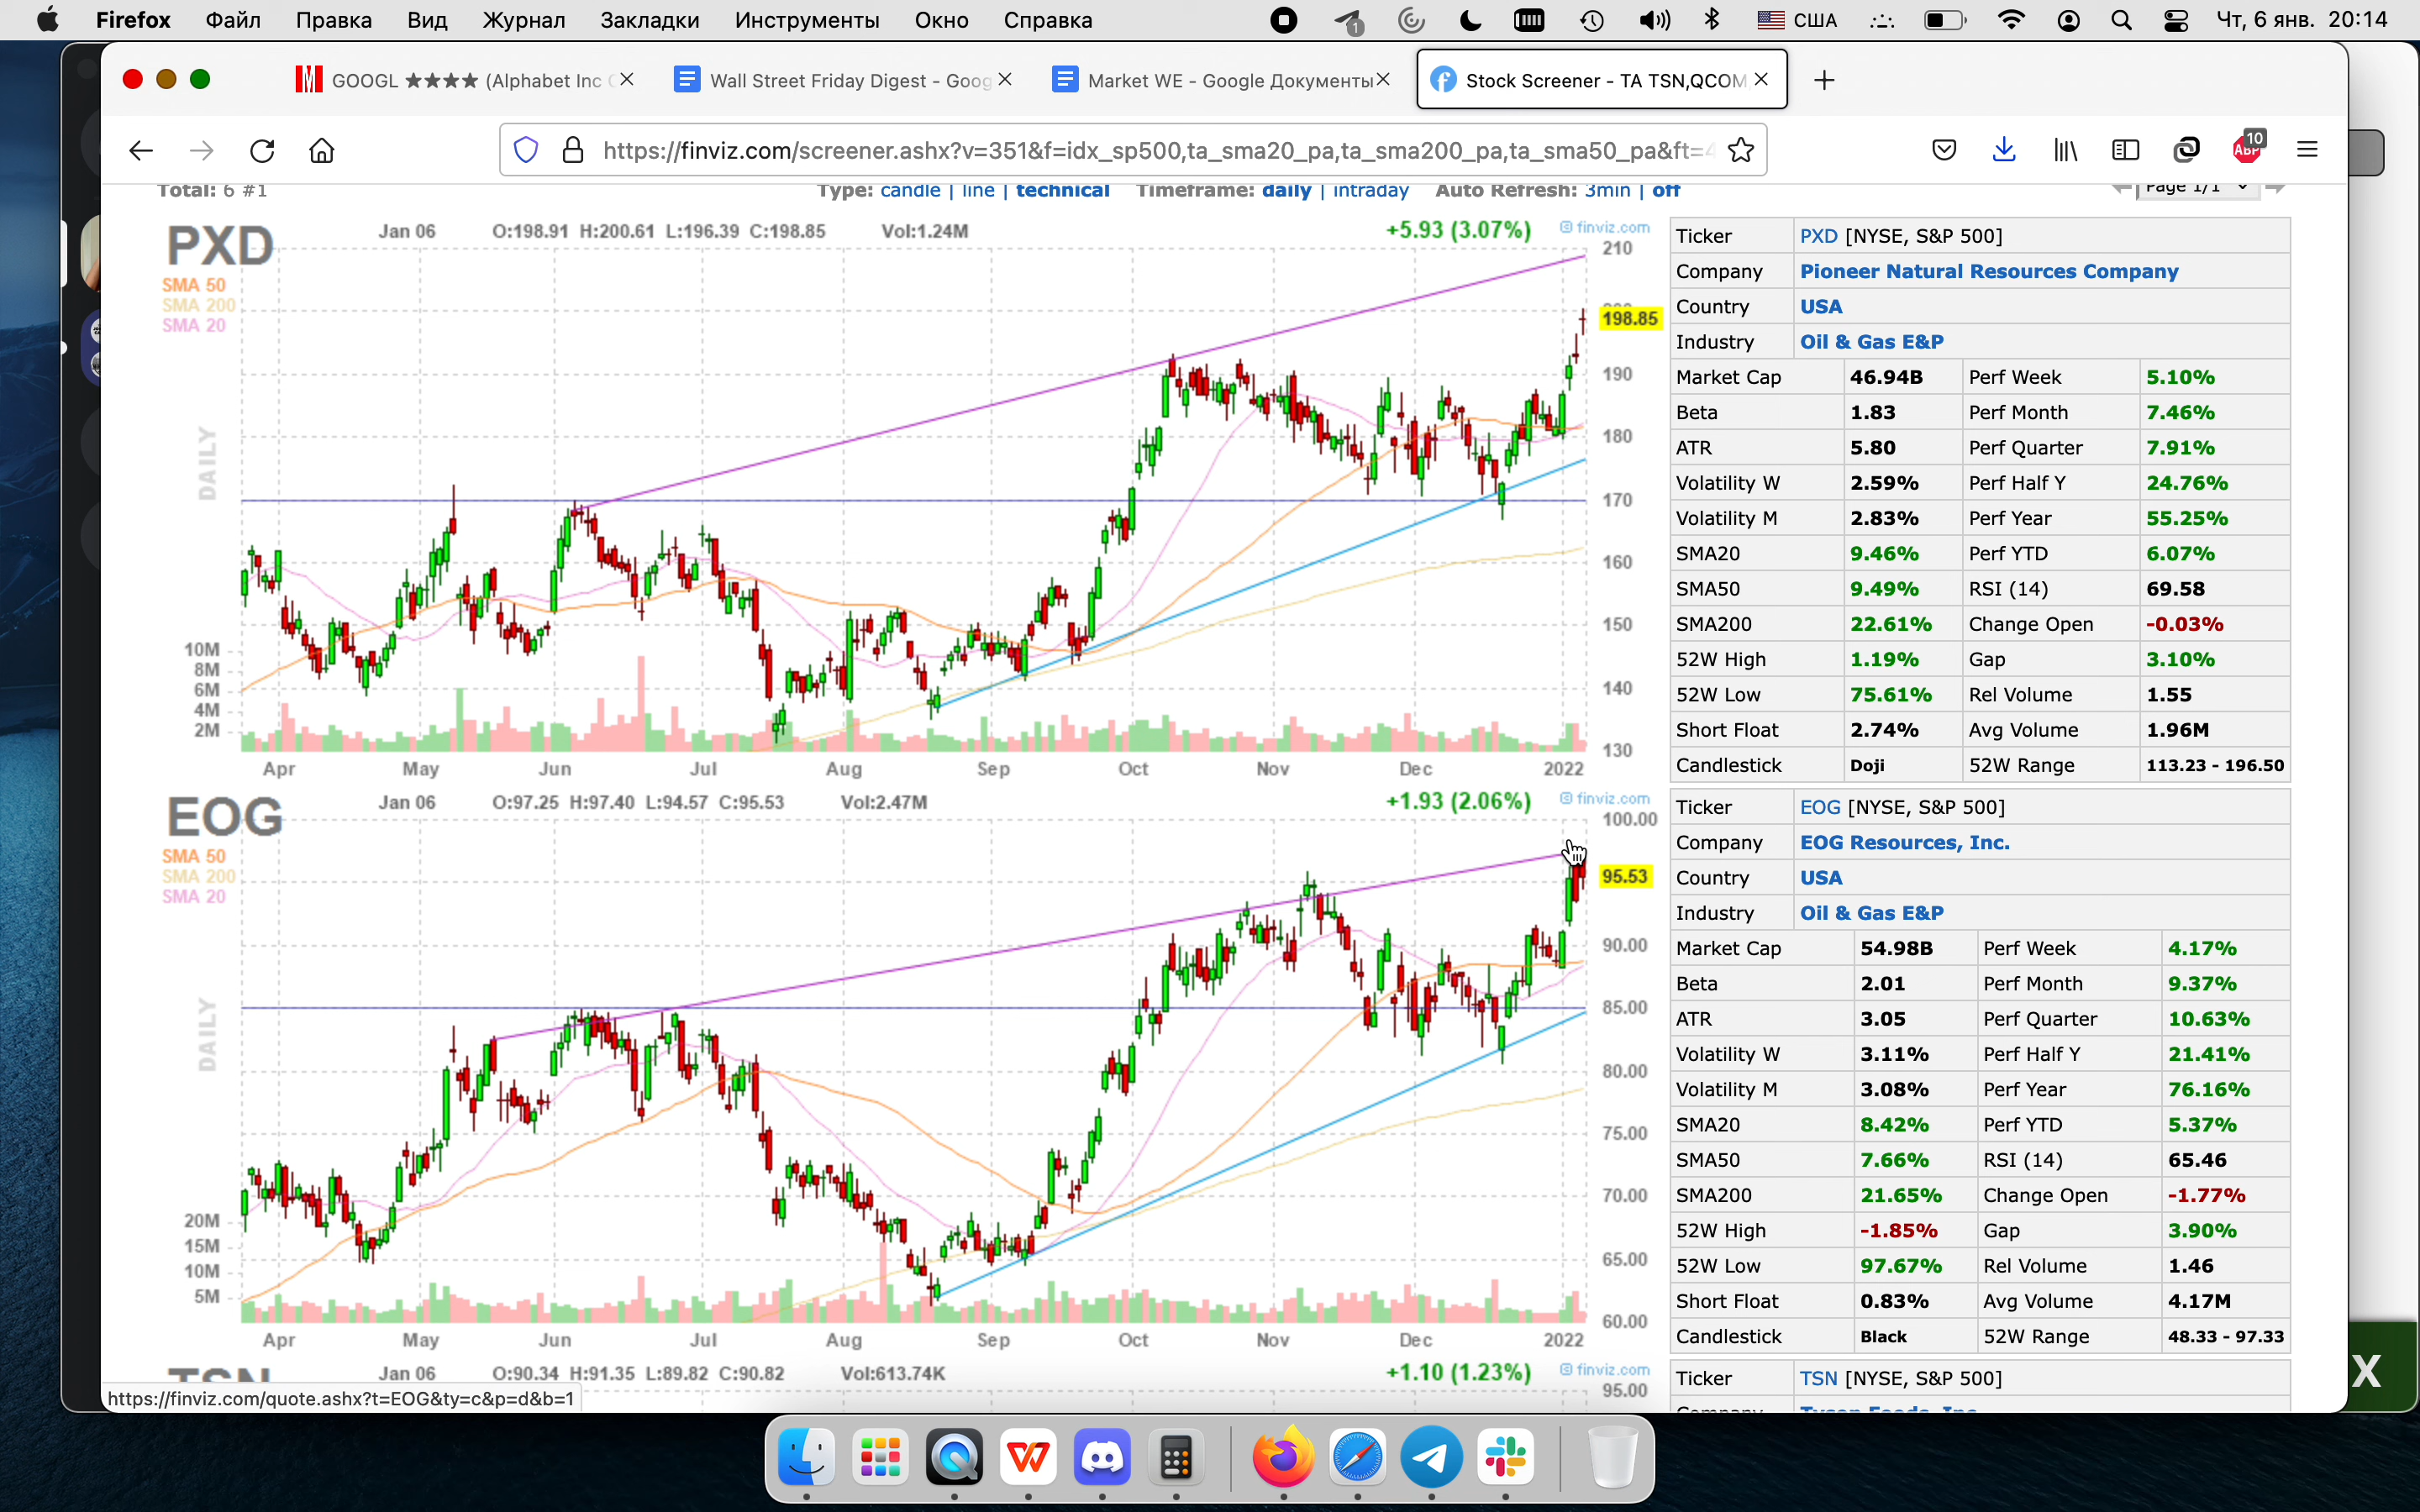 Firefox Файл Правка Вид Журнал Закладки Инструменты Окно Справка 1 США Чт, 6 янв. 20:14
GOOGL ★★★★ (Alphabet Inc
Wall Street Friday Digest - Goog
Market WE - Google Документы
Stock Screener - TA TSN,QCOM
https://finviz.com/screener.ashx?v=351&f=idx_sp500,ta_sma20_pa,ta_sma200_pa,ta_sma50_pa&ft=4
ABP 10
Total: 6 #1
Type: candle | line | technical Timeframe: daily | intraday Auto Refresh: 3min | off
Page 1/1
PXD
Jan 06 O:198.91 H:200.61 L:196.39 C:198.85 Vol:1.24M +5.93 (3.07%) © finviz.com
SMA 50
SMA 200
SMA 20
DAILY
210
200
198.85
190
180
170
160
150
140
130
10M
8M
6M
4M
2M
Apr May Jun Jul Aug Sep Oct Nov Dec 2022
Ticker PXD [NYSE, S&P 500]
Company Pioneer Natural Resources Company
Country USA
Industry Oil & Gas E&P
Market Cap 46.94B Perf Week 5.10%
Beta 1.83 Perf Month 7.46%
ATR 5.80 Perf Quarter 7.91%
Volatility W 2.59% Perf Half Y 24.76%
Volatility M 2.83% Perf Year 55.25%
SMA20 9.46% Perf YTD 6.07%
SMA50 9.49% RSI (14) 69.58
SMA200 22.61% Change Open -0.03%
52W High 1.19% Gap 3.10%
52W Low 75.61% Rel Volume 1.55
Short Float 2.74% Avg Volume 1.96M
Candlestick Doji 52W Range 113.23 - 196.50
EOG
Jan 06 O:97.25 H:97.40 L:94.57 C:95.53 Vol:2.47M +1.93 (2.06%) © finviz.com
SMA 50
SMA 200
SMA 20
DAILY
100.00
95.53
90.00
85.00
80.00
75.00
70.00
65.00
60.00
20M
15M
10M
5M
Apr May Jun Jul Aug Sep Oct Nov Dec 2022
Ticker EOG [NYSE, S&P 500]
Company EOG Resources, Inc.
Country USA
Industry Oil & Gas E&P
Market Cap 54.98B Perf Week 4.17%
Beta 2.01 Perf Month 9.37%
ATR 3.05 Perf Quarter 10.63%
Volatility W 3.11% Perf Half Y 21.41%
Volatility M 3.08% Perf Year 76.16%
SMA20 8.42% Perf YTD 5.37%
SMA50 7.66% RSI (14) 65.46
SMA200 21.65% Change Open -1.77%
52W High -1.85% Gap 3.90%
52W Low 97.67% Rel Volume 1.46
Short Float 0.83% Avg Volume 4.17M
Candlestick Black 52W Range 48.33 - 97.33
TSN
Jan 06 O:90.34 H:91.35 L:89.82 C:90.82 Vol:613.74K +1.10 (1.23%) © finviz.com
95.00
Ticker TSN [NYSE, S&P 500]
Company Tyson Foods, Inc.
https://finviz.com/quote.ashx?t=EOG&ty=c&p=d&b=1
X